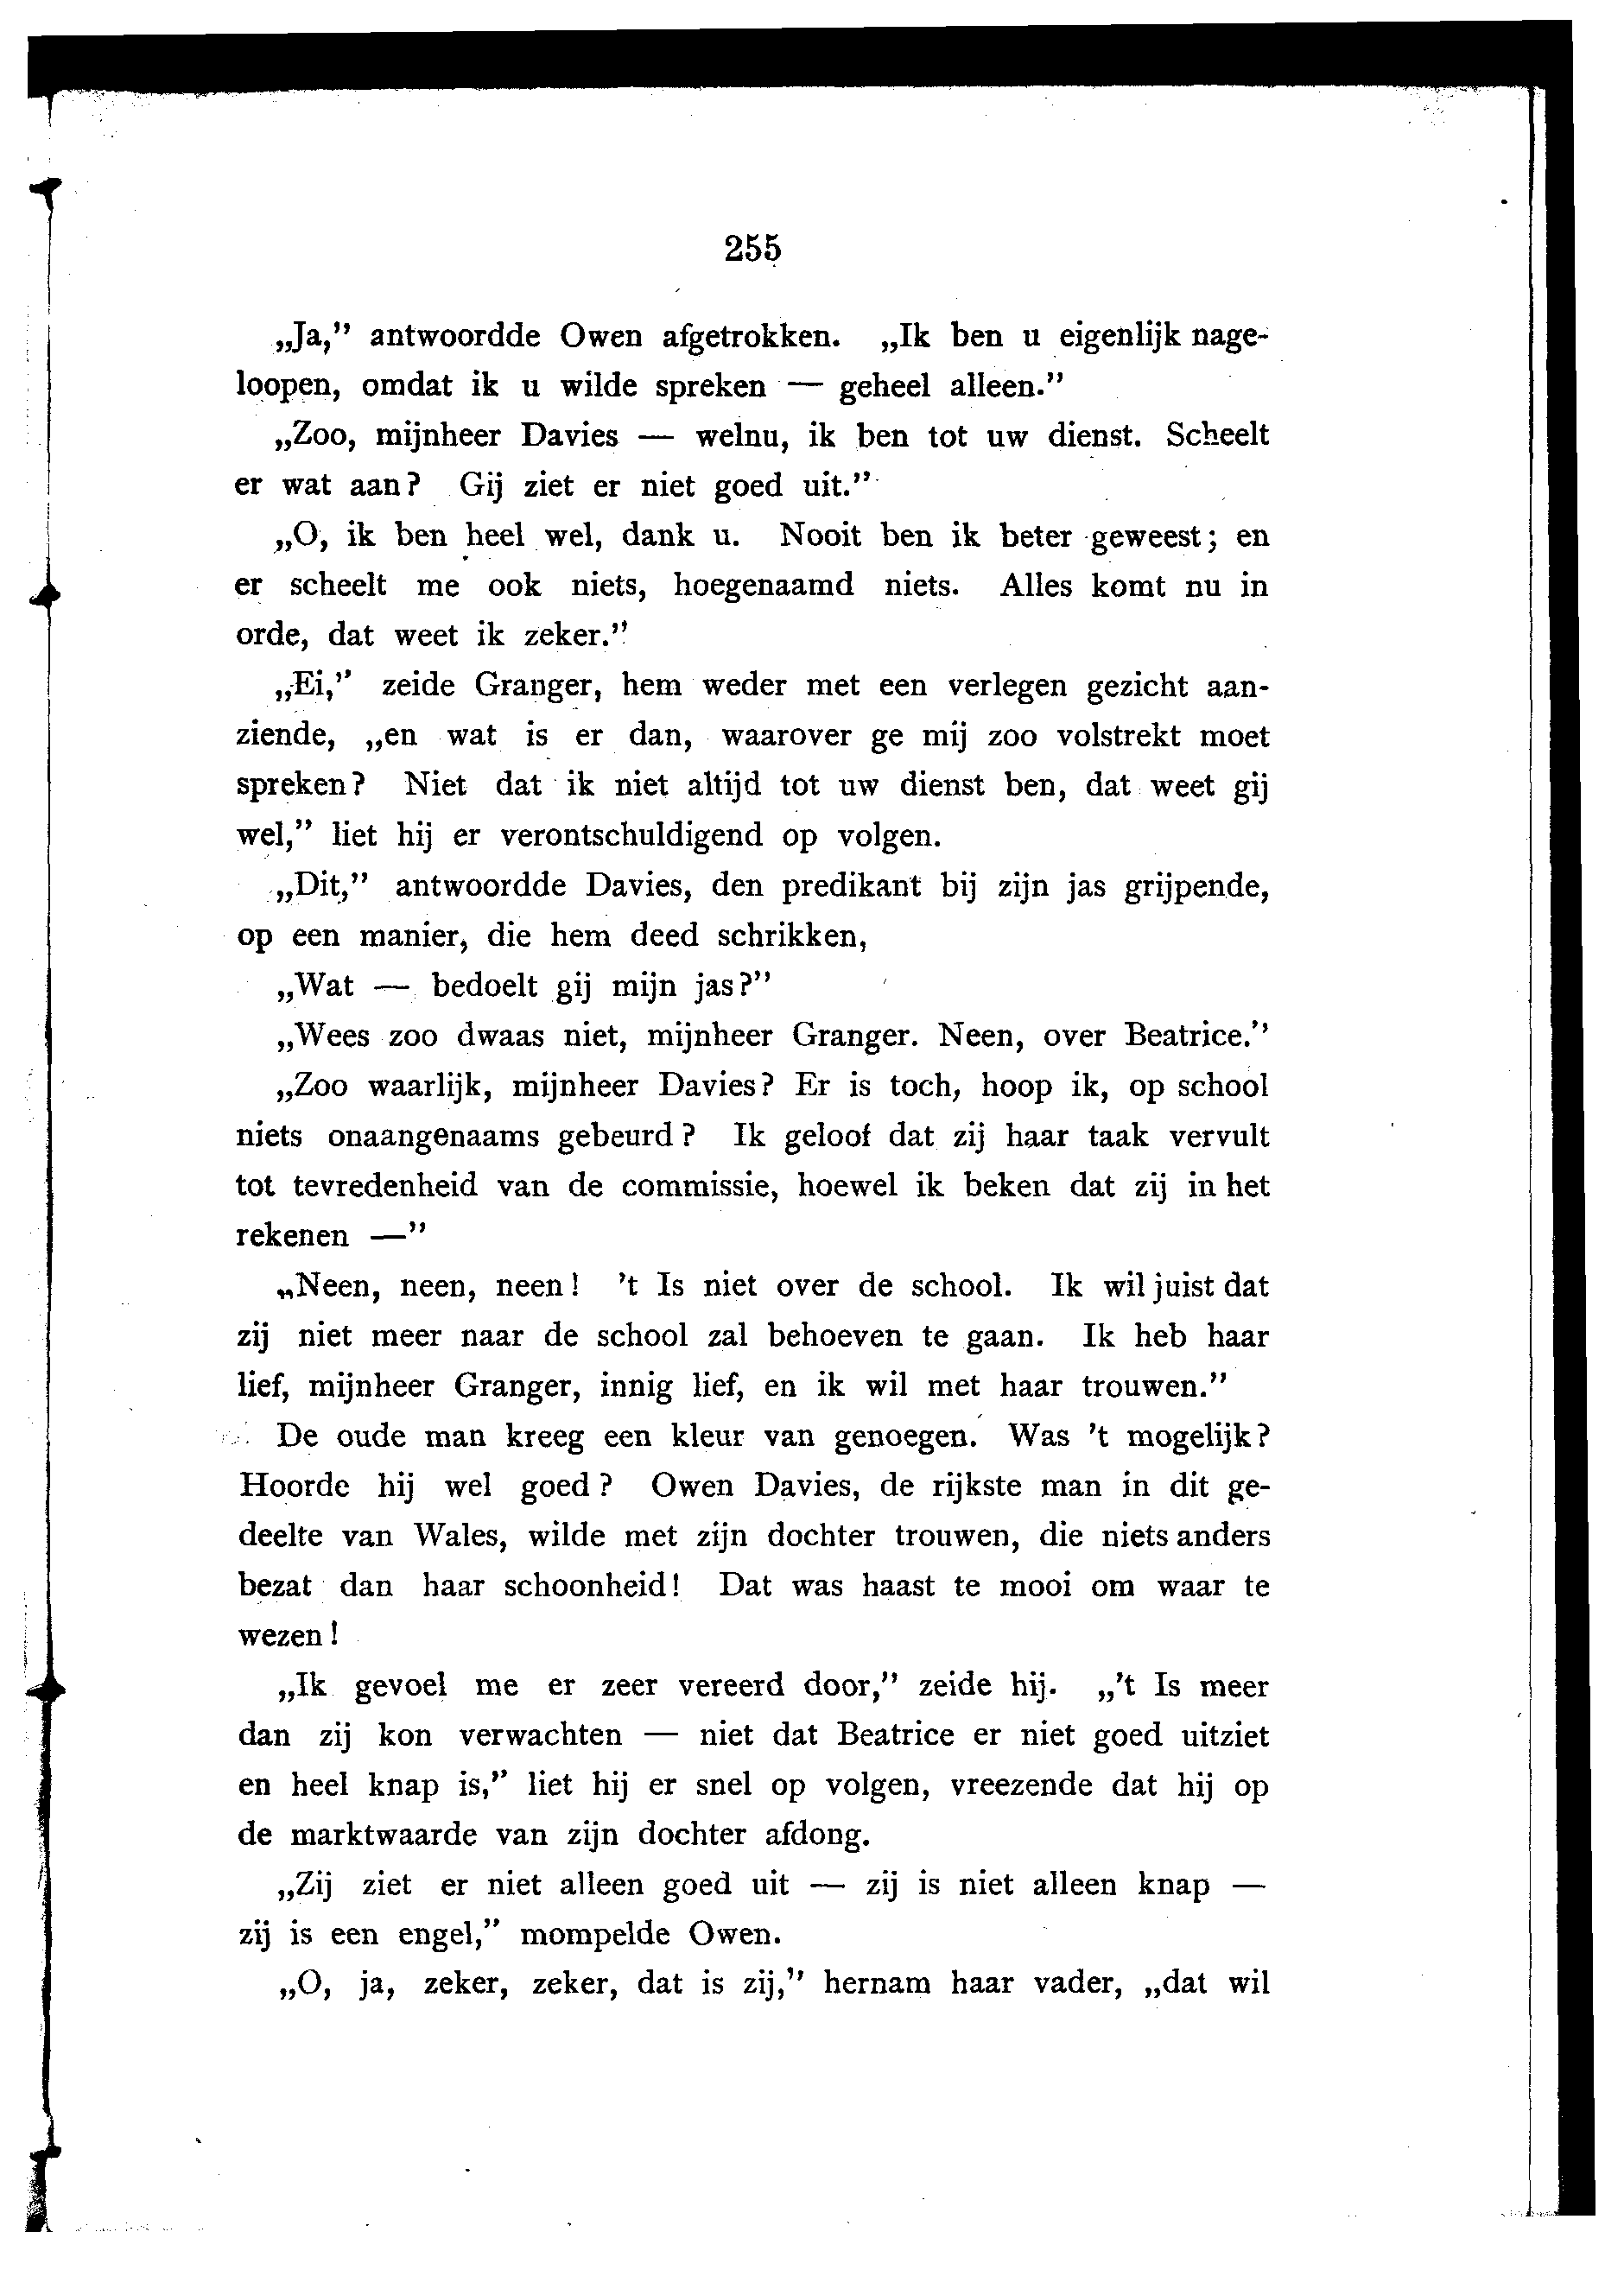 255
„Ja,” antwoordde Owen afgetrokken. „Ik ben u eigenlijk nage-
loopen, omdat ik u wilde spreken — geheel alleen.”
„Zoo, mijnheer Davies — welnu, ik ben tot uw dienst. Scheelt
er wat aan? Gij ziet er niet goed uit.”
„O, ik ben heel wel, dank u. Nooit ben ik beter geweest; en
er scheelt me ook niets, hoegenaamd niets. Alles komt nu in
orde, dat weet ik zeker.”
„Ei,” zeide Granger, hem weder met een verlegen gezicht aan-
ziende, „en wat is er dan, waarover ge mij zoo volstrekt moet
spreken? Niet dat ik niet altijd tot uw dienst ben, dat weet gij
wel,” liet hij er verontschuldigend op volgen.
„Dit,” antwoordde Davies, den predikant bij zijn jas grijpende,
op een manier, die hem deed schrikken,
„Wat — bedoelt gij mijn jas?”
„Wees zoo dwaas niet, mijnheer Granger. Neen, over Beatrice.”
„Zoo waarlijk, mijnheer Davies? Er is toch, hoop ik, op school
niets onaangenaams gebeurd? Ik geloof dat zij haar taak vervult
tot tevredenheid van de commissie, hoewel ik beken dat zij in het
rekenen —”
„Neen, neen, neen! ’t Is niet over de school. Ik wil juist dat
zij niet meer naar de school zal behoeven te gaan. Ik heb haar
lief, mijnheer Granger, innig lief, en ik wil met haar trouwen.”
De oude man kreeg een kleur van genoegen. Was ’t mogelijk?
Hoorde hij wel goed? Owen Davies, de rijkste man in dit ge-
deelte van Wales, wilde met zijn dochter trouwen, die niets anders
bezat dan haar schoonheid! Dat was haast te mooi om waar te
wezen!
„Ik gevoel me er zeer vereerd door,” zeide hij. „’t Is meer
dan zij kon verwachten — niet dat Beatrice er niet goed uitziet
en heel knap is,” liet hij er snel op volgen, vreezende dat hij op
de marktwaarde van zijn dochter afdong.
„Zij ziet er niet alleen goed uit — zij is niet alleen knap —
zij is een engel,” mompelde Owen.
„O, ja, zeker, zeker, dat is zij,” hernam haar vader, „dat wil